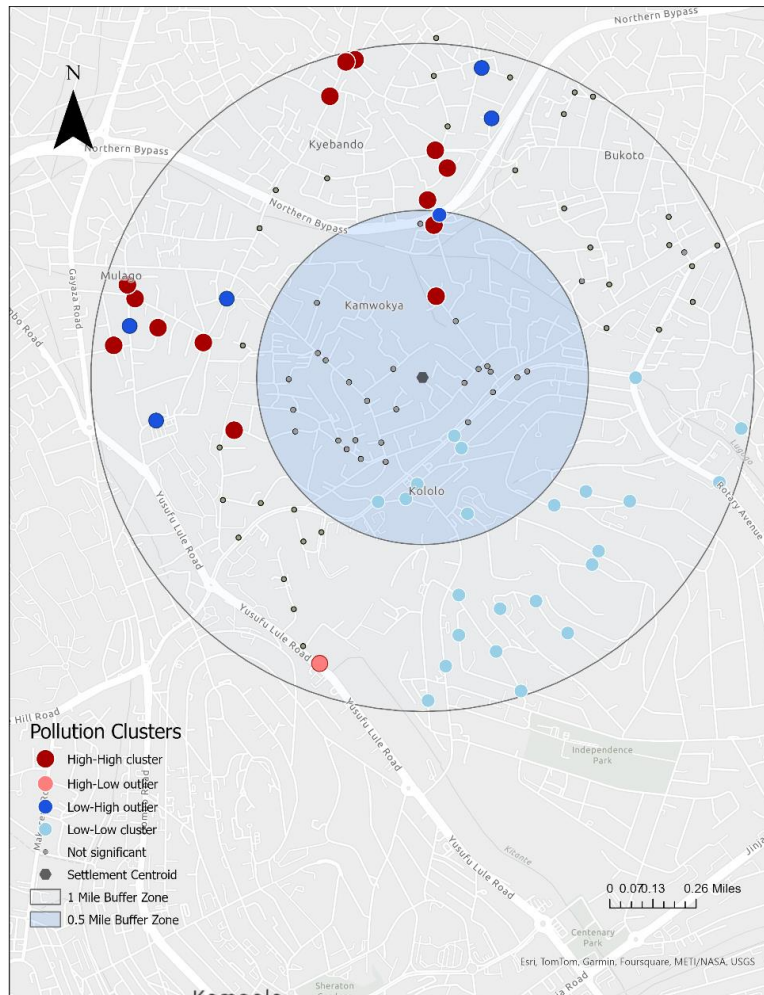 Northern Bypass
N
Kyebando
Bukoto
Northern Bypass
Northern Bypass
Gayaza Road
Mulago
Kamwokya
Lugogo
Kololo
Rotary Avenue
Yusufu Lule Road
Yusufu Lule Road
Hill Road
Pollution Clusters
High-High cluster
High-Low outlier
Low-High outlier
Low-Low cluster
Not significant
Settlement Centroid
1 Mile Buffer Zone
0.5 Mile Buffer Zone
Independence
Park
Yusufu Lule Road
Kitante
Yusufu Lule Road
Jinja
0 0.070.13 0.26 Miles
Centenary
Park
Esri, TomTom, Garmin, Foursquare, METI/NASA, USGS
Sheraton